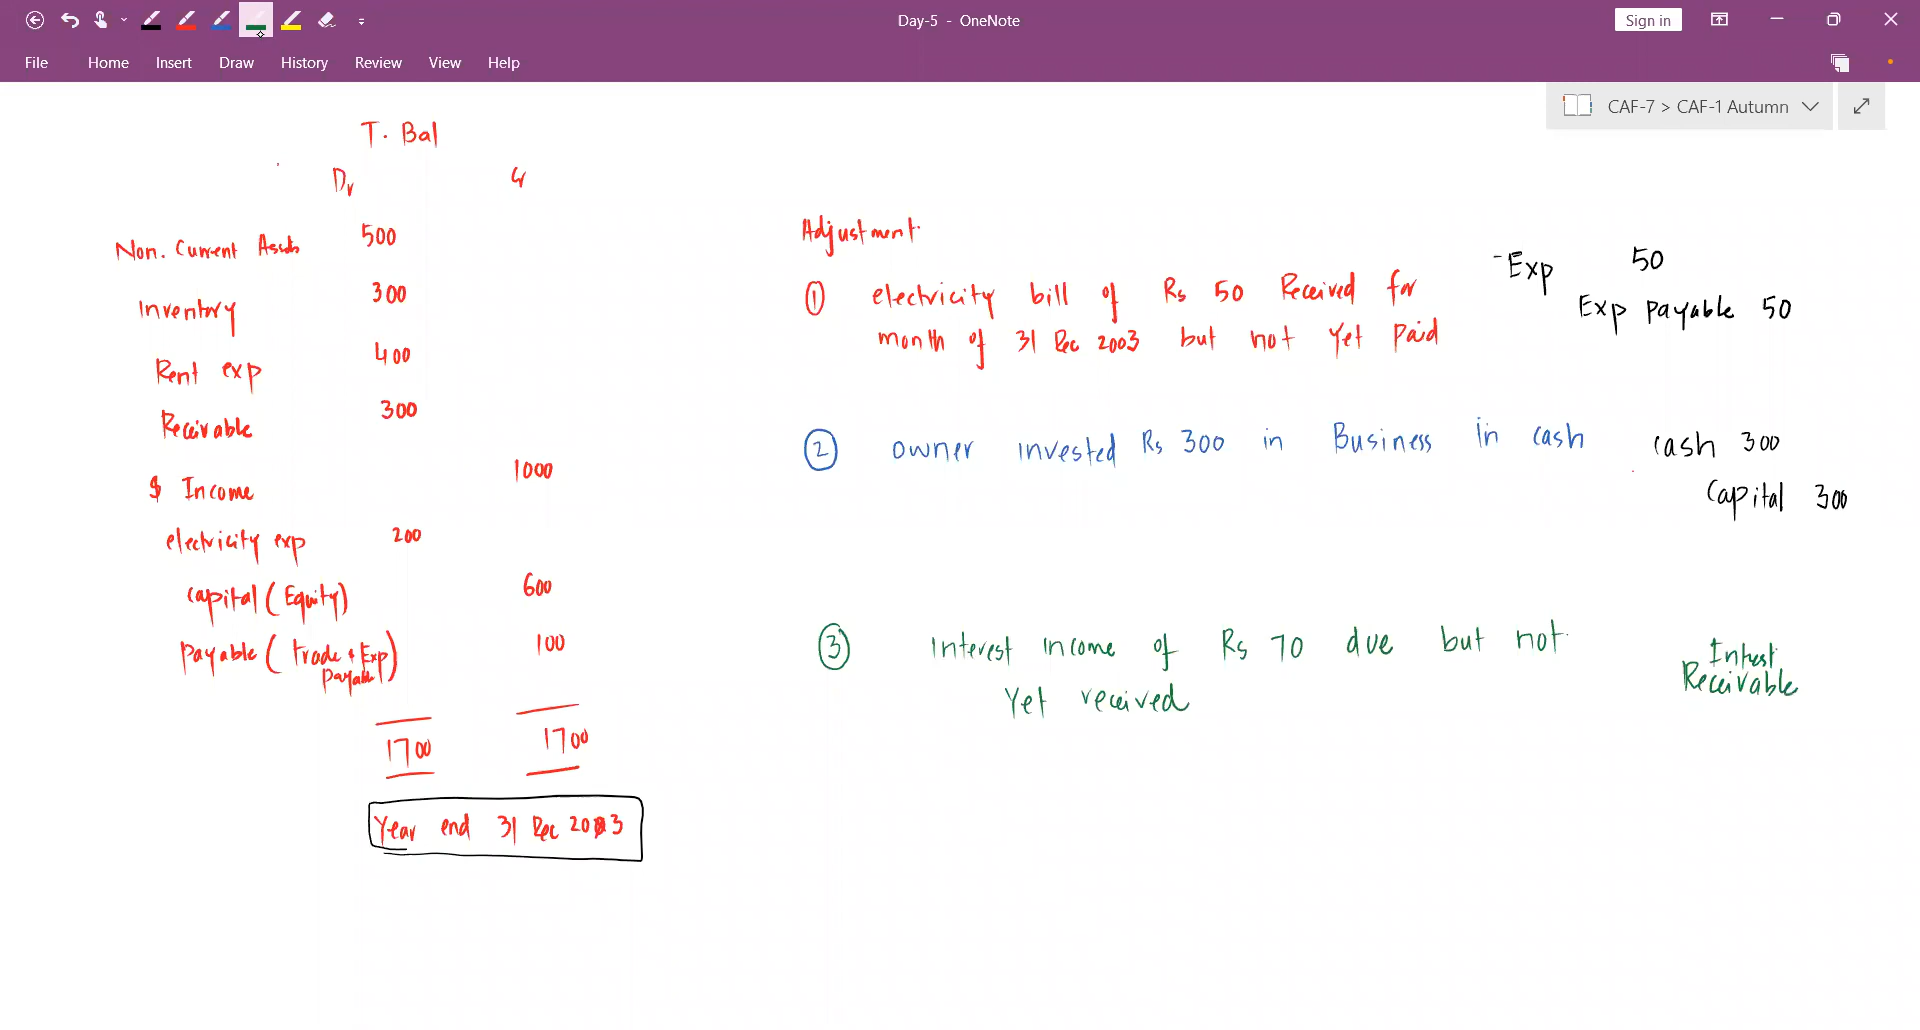 Day-5 - OneNote
Sign in
File Home Insert Draw History Review View Help
CAF-7 > CAF-1 Autumn
T. Bal
Dr Cr
Non. Current Assets 500
Inventory 300
Rent exp 400
Receivable 300
$ Income 1000
electricity exp 200
capital (Equity) 600
payable (trade + Exp 100
payable)
1700 1700
Year end 31 Dec 2003
Adjustment.
① electricity bill of Rs 50 Received for
month of 31 Dec 2003 but not Yet Paid
Exp 50
Exp payable 50
② owner invested Rs 300 in Business in cash
cash 300
Capital 300
③ Interest income of Rs 70 due but not
Yet received
Intrest
Receivable